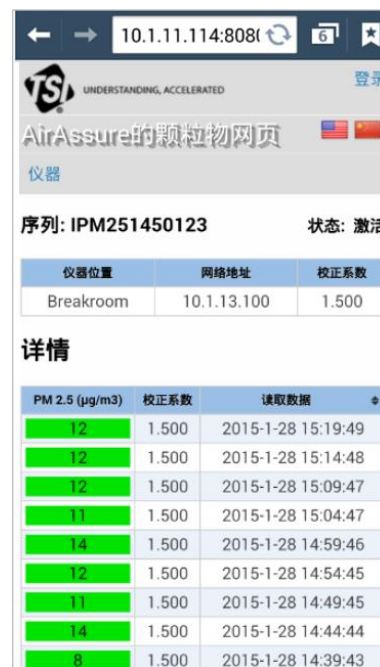 10.1.11.114:808
6
TSI UNDERSTANDING, ACCELERATED
登录
AirAssure的颗粒物网页
仪器
序列: IPM251450123 状态: 激活
仪器位置 网络地址 校正系数
Breakroom 10.1.13.100 1.500
详情
PM 2.5 (µg/m3) 校正系数 读取数据
12 1.500 2015-1-28 15:19:49
12 1.500 2015-1-28 15:14:48
12 1.500 2015-1-28 15:09:47
11 1.500 2015-1-28 15:04:47
14 1.500 2015-1-28 14:59:46
12 1.500 2015-1-28 14:54:45
11 1.500 2015-1-28 14:49:45
14 1.500 2015-1-28 14:44:44
8 1.500 2015-1-28 14:39:43